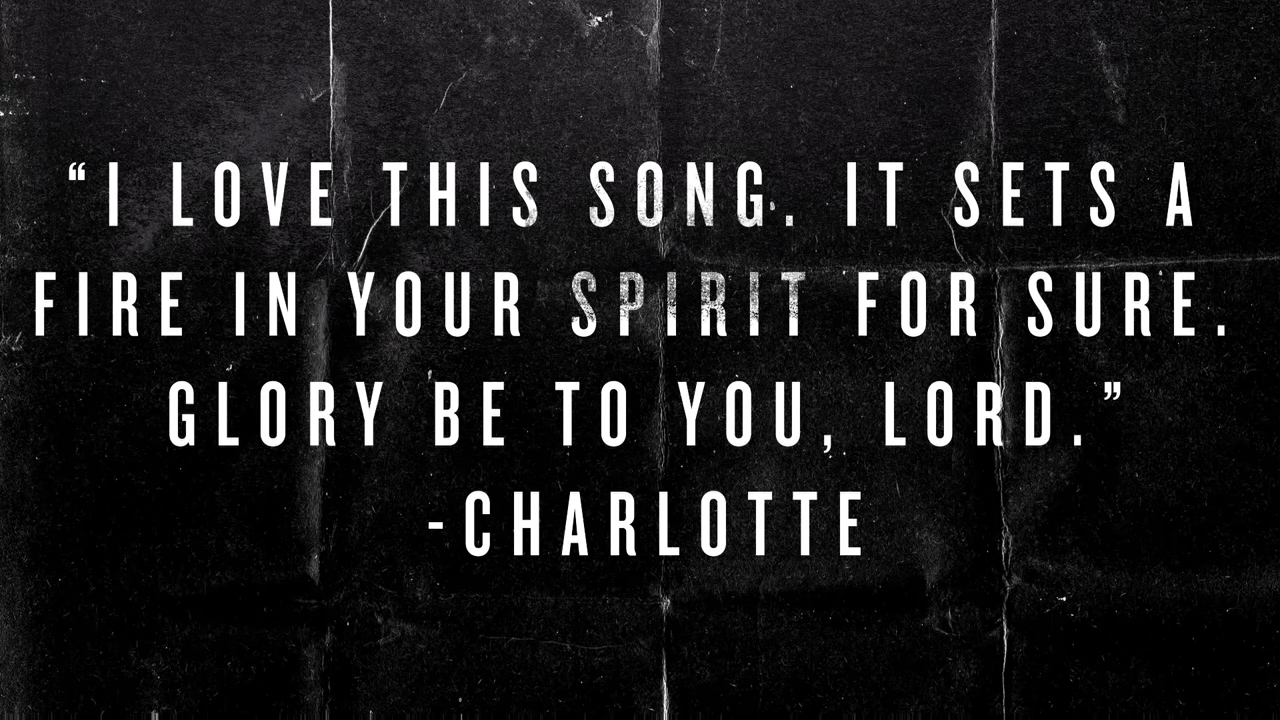 “I LOVE THIS SONG. IT SETS A
FIRE IN YOUR SPIRIT FOR SURE.
GLORY BE TO YOU, LORD.”
-CHARLOTTE